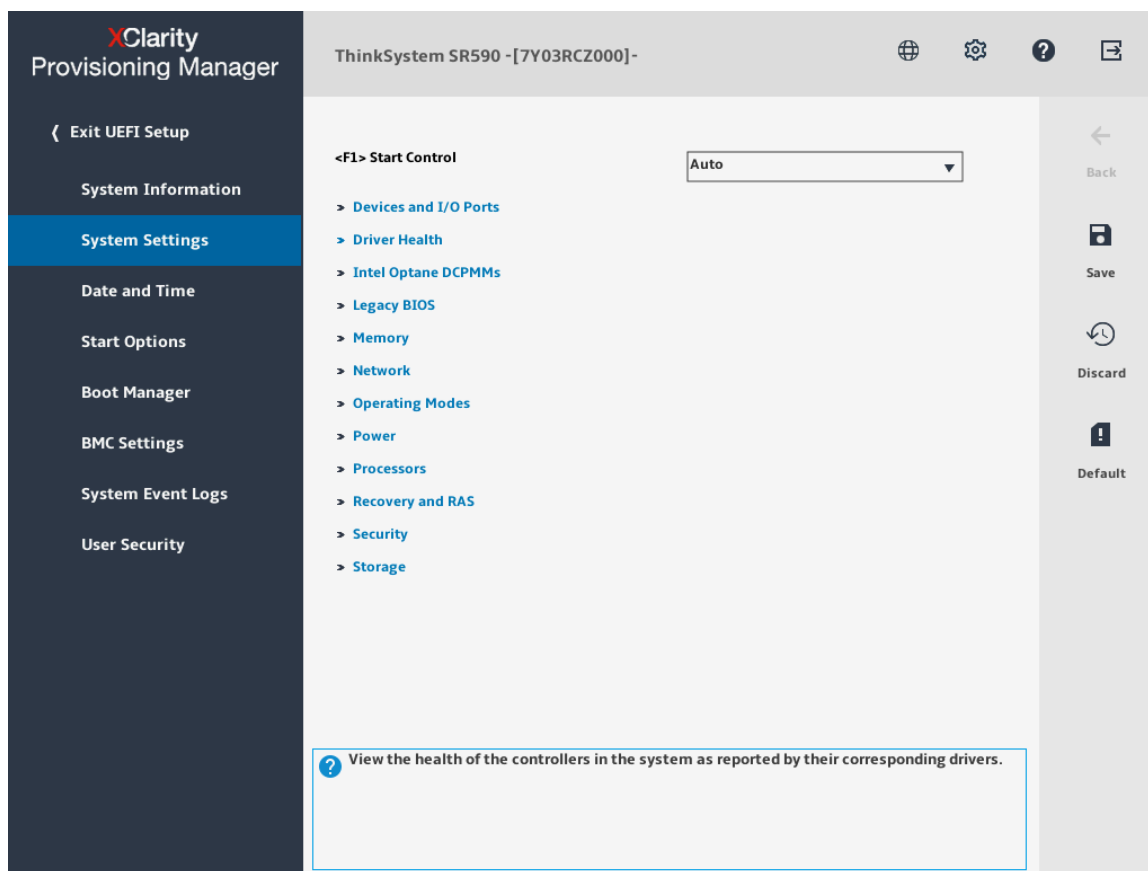 XClarity
Provisioning Manager
ThinkSystem SR590 -[7Y03RCZ000]-
Exit UEFI Setup
System Information
System Settings
Date and Time
Start Options
Boot Manager
BMC Settings
System Event Logs
User Security
<F1> Start Control
Auto
Devices and I/O Ports
Driver Health
Intel Optane DCPMMs
Legacy BIOS
Memory
Network
Operating Modes
Power
Processors
Recovery and RAS
Security
Storage
View the health of the controllers in the system as reported by their corresponding drivers.
Back
Save
Discard
Default